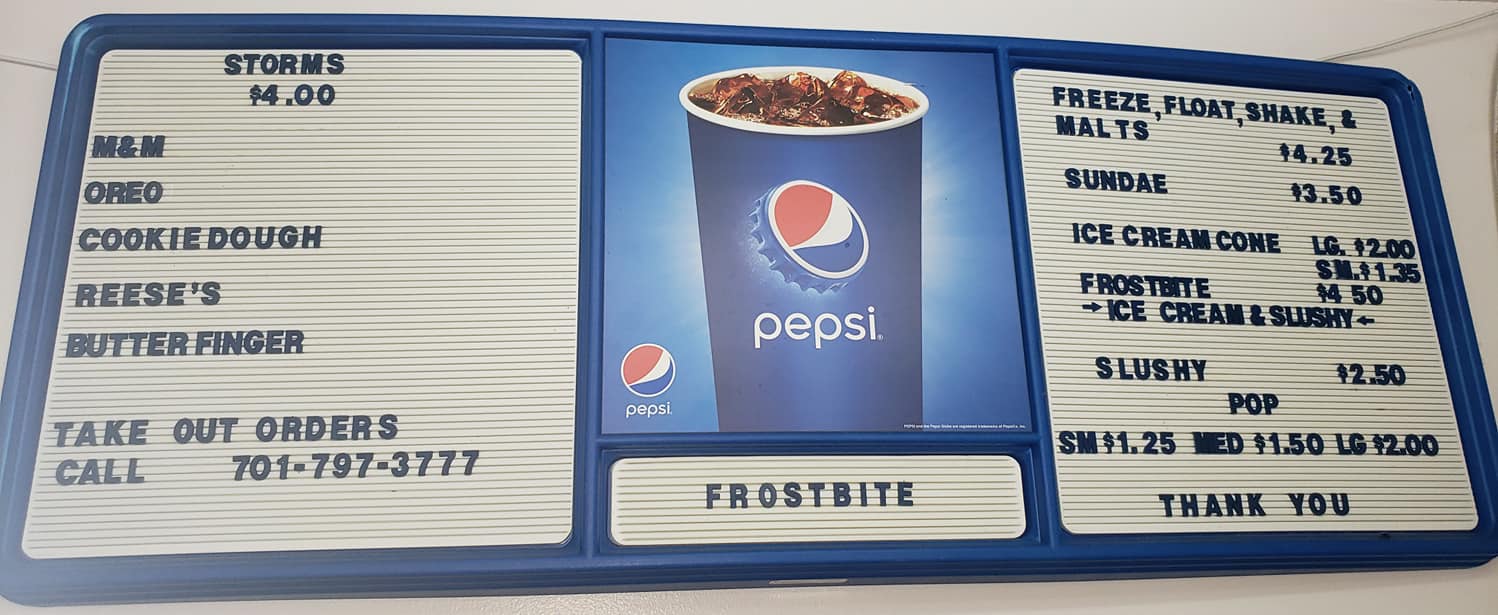 STORMS
$4.00
M&M
OREO
COOKIE DOUGH
REESE'S
BUTTER FINGER
TAKE OUT ORDERS
CALL 701-797-3777
pepsi
pepsi
FROSTBITE
FREEZE, FLOAT, SHAKE, &
MALTS
$4.25
SUNDAE $3.50
ICE CREAM CONE LG. $2.00
SM. $1.35
FROSTBITE $4 50
→ICE CREAM & SLUSHY←
SLUSHY $2.50
POP
SM $1.25 MED $1.50 LG $2.00
THANK YOU